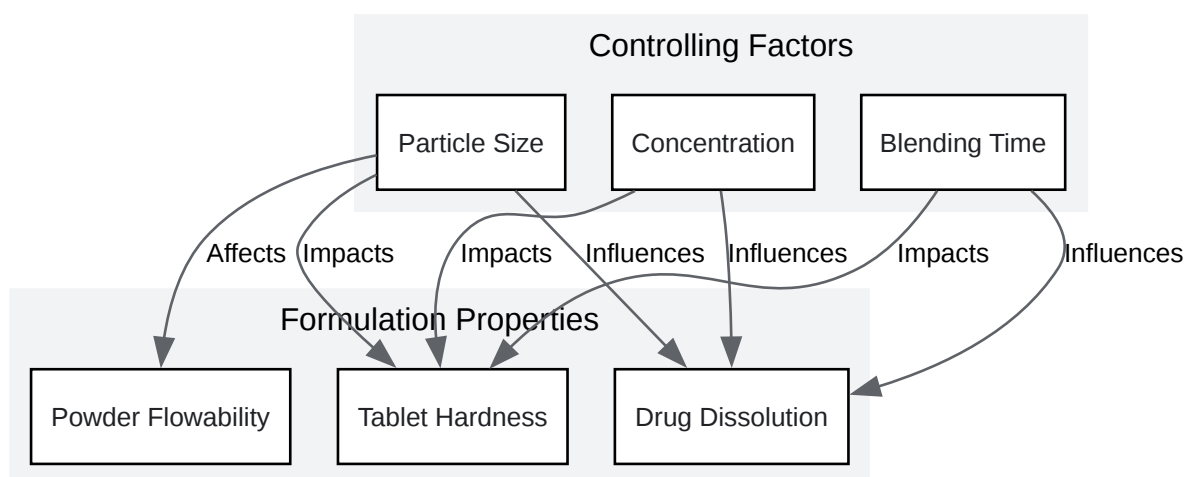 Controlling Factors
Particle Size
Concentration
Blending Time
Affects
Impacts
Impacts
Influences
Influences
Impacts
Influences
Formulation Properties
Powder Flowability
Tablet Hardness
Drug Dissolution